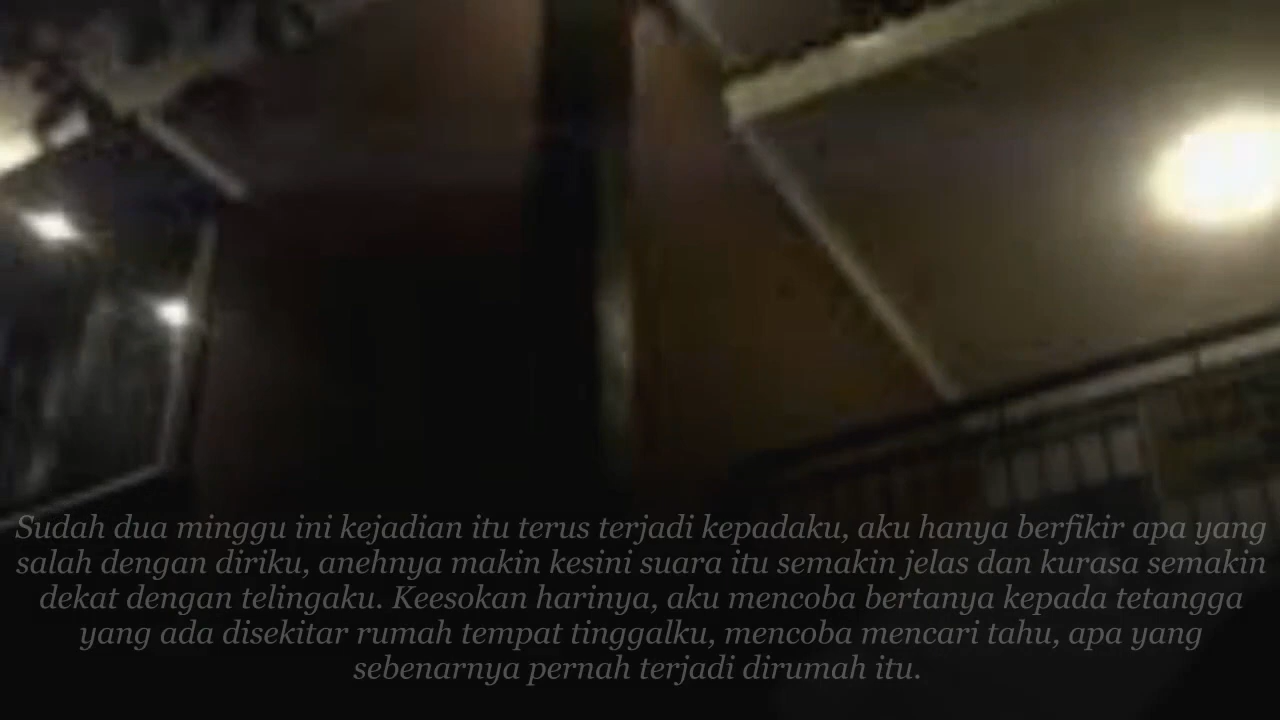 Sudah dua minggu ini kejadian itu terus terjadi kepadaku, aku hanya berfikir apa yang
salah dengan diriku, anehnya makin kesini suara itu semakin jelas dan kurasa semakin
dekat dengan telingaku. Keesokan harinya, aku mencoba bertanya kepada tetangga
yang ada disekitar rumah tempat tinggalku, mencoba mencari tahu, apa yang
sebenarnya pernah terjadi dirumah itu.